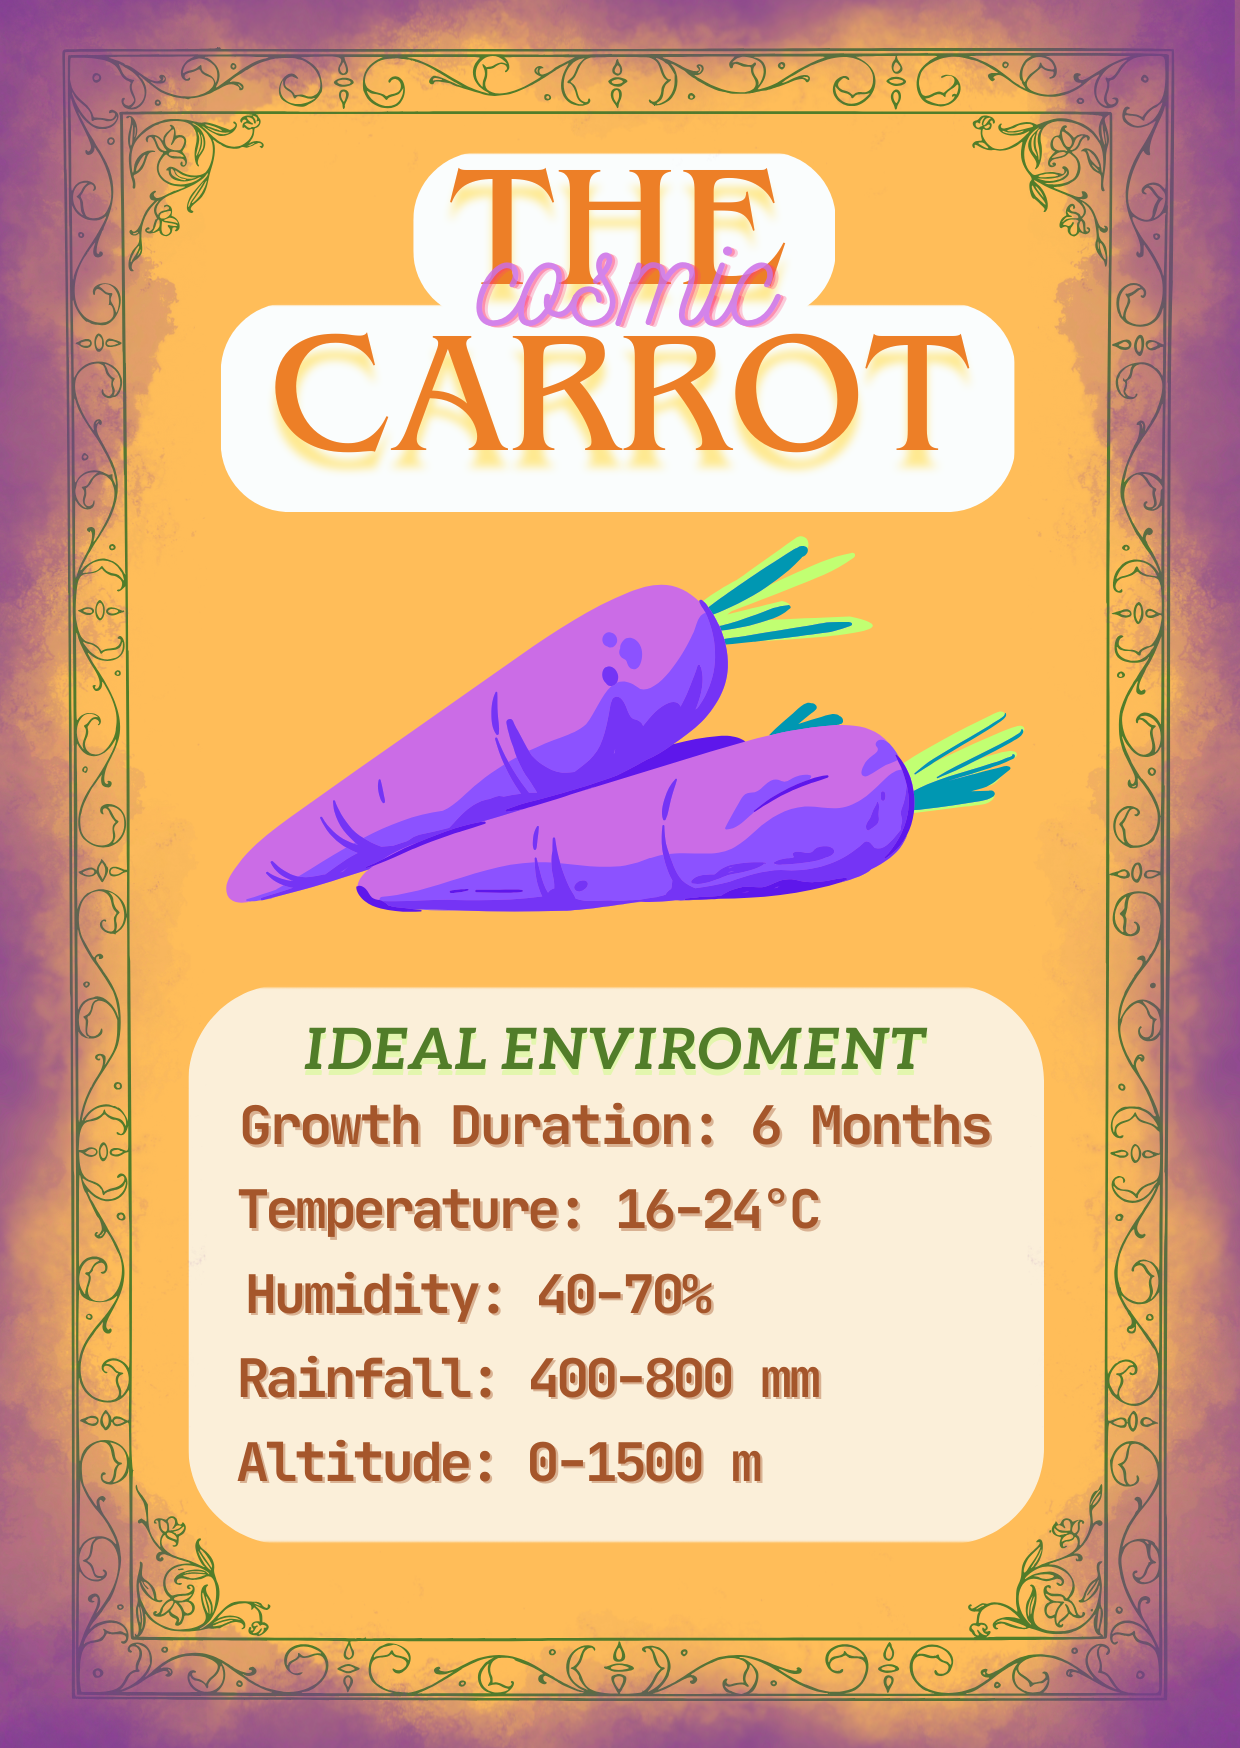 THE
cosmic
CARROT
IDEAL ENVIROMENT
Growth Duration: 6 Months
Temperature: 16-24°C
Humidity: 40-70%
Rainfall: 400-800 mm
Altitude: 0-1500 m